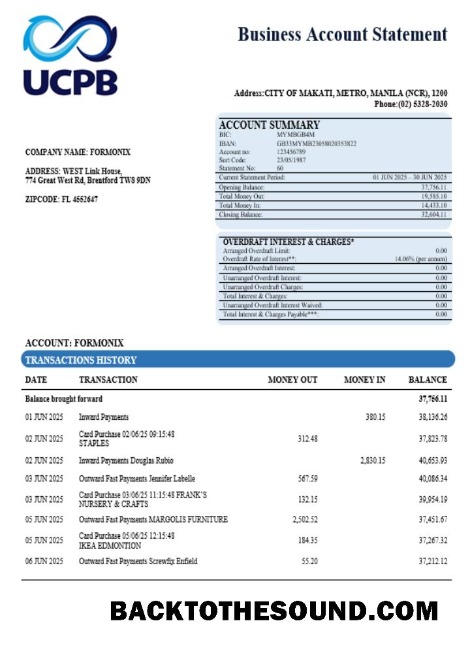 UCPB
Business Account Statement
Address:CITY OF MAKATI, METRO, MANILA (NCR), 1200
Phone:(02) 5328-2030
COMPANY NAME: FORMONIX
ADDRESS: WEST Link House,
774 Great West Rd, Brentford TW8 9DN
ZIPCODE: FL 4552647
ACCOUNT SUMMARY
BIC: MYMBGB4M
IBAN: GB33MYMB23058020353822
Account no: 123456789
Sort Code: 23/05/1987
Statement No: 60
Current Statement Period: 01 JUN 2025 - 30 JUN 2025
Opening Balance: 37,756.11
Total Money Out: 19,585.10
Total Money In: 14,433.10
Closing Balance: 32,604.11
OVERDRAFT INTEREST & CHARGES*
Arranged Overdraft Limit: 0.00
Overdraft Rate of Interest**: 14.06% (per annum)
Arranged Overdraft Interest: 0.00
Unarranged Overdraft Interest: 0.00
Unarranged Overdraft Charges: 0.00
Total Interest & Charges: 0.00
Unarranged Overdraft Interest Waived: 0.00
Total Interest & Charges Payable***: 0.00
ACCOUNT: FORMONIX
TRANSACTIONS HISTORY
DATE TRANSACTION MONEY OUT MONEY IN BALANCE
Balance brought forward 37,756.11
01 JUN 2025 Inward Payments 380.15 38,136.26
02 JUN 2025 Card Purchase 02/06/25 09:15:48 312.48 37,823.78
STAPLES
02 JUN 2025 Inward Payments Douglas Rubio 2,830.15 40,653.93
03 JUN 2025 Outward Fast Payments Jennifer Labelle 567.59 40,086.34
03 JUN 2025 Card Purchase 03/06/25 11:15:48 FRANK'S 132.15 39,954.19
NURSERY & CRAFTS
05 JUN 2025 Outward Fast Payments MARGOLIS FURNITURE 2,502.52 37,451.67
05 JUN 2025 Card Purchase 05/06/25 12:15:48 184.35 37,267.32
IKEA EDMONTION
06 JUN 2025 Outward Fast Payments Screwfix Enfield 55.20 37,212.12
BACKTOTHESOUND.COM